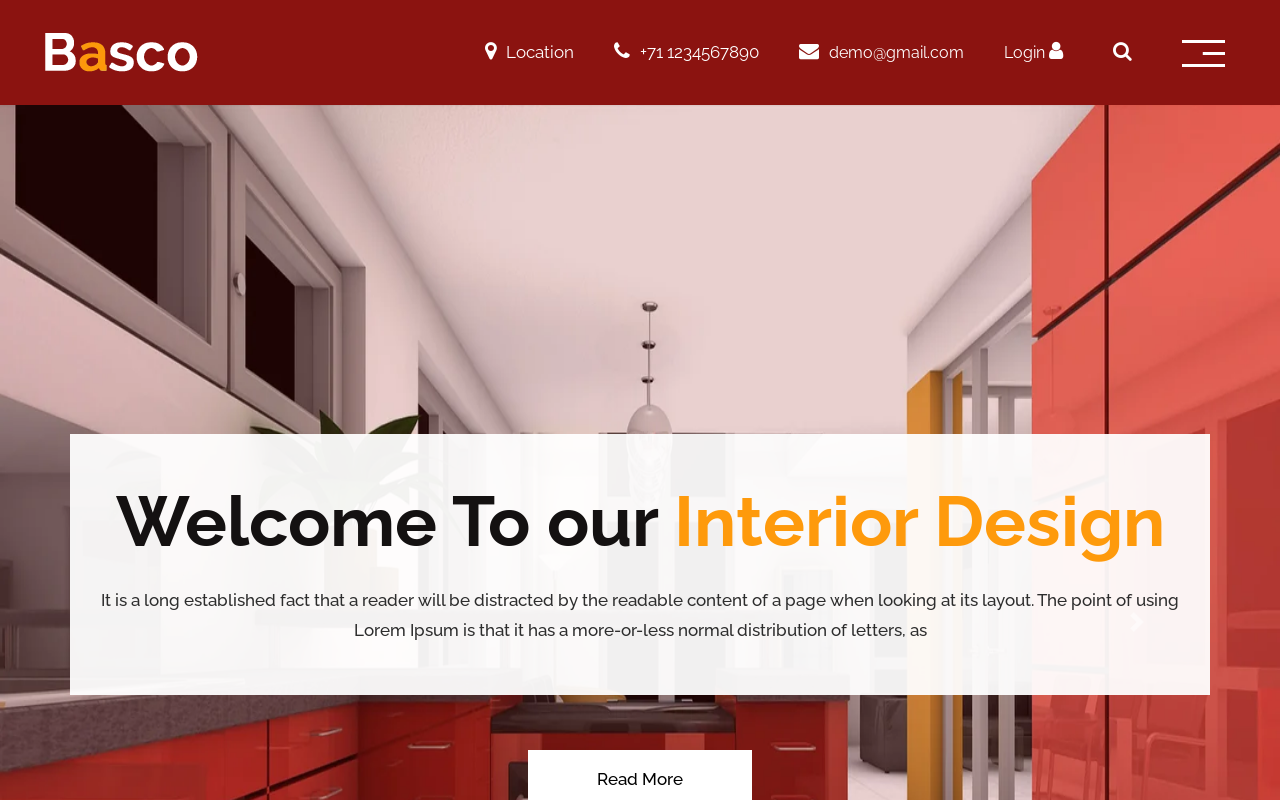 Basco
Location
+71 1234567890
demo@gmail.com
Login
Welcome To our Interior Design
It is a long established fact that a reader will be distracted by the readable content of a page when looking at its layout. The point of using
Lorem Ipsum is that it has a more-or-less normal distribution of letters, as
Read More